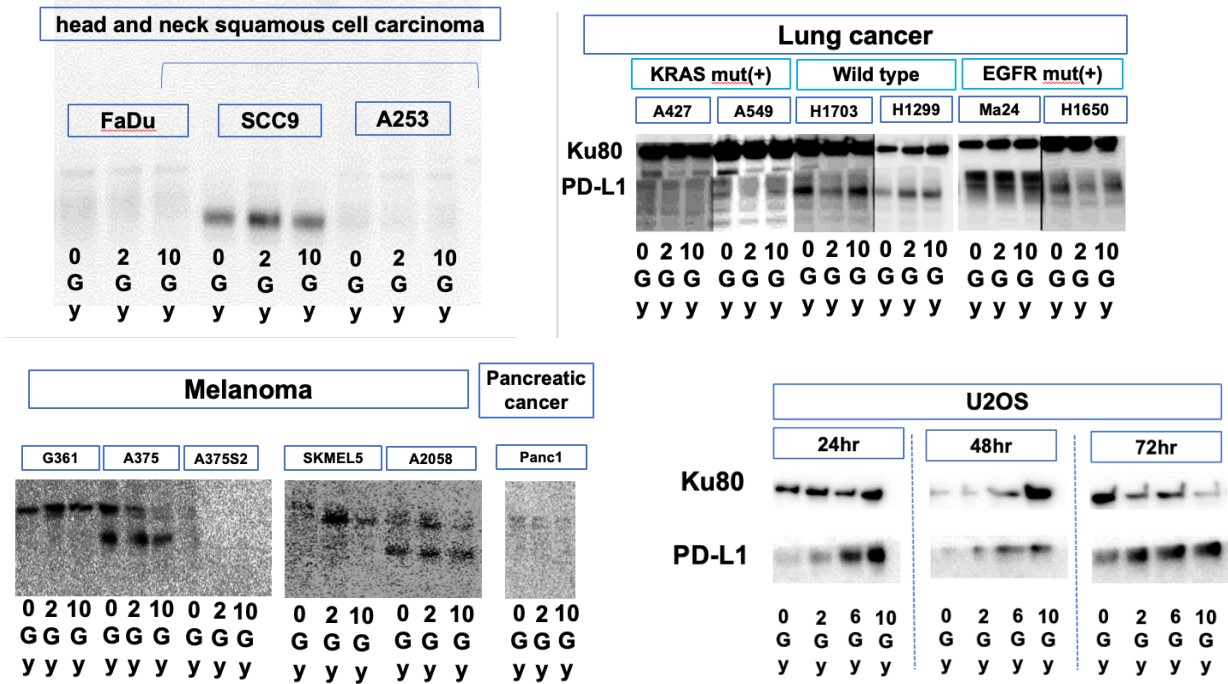 head and neck squamous cell carcinoma
FaDu SCC9 A253
0 2 10 0 2 10 0 2 10
G G G G G G G G G
y y y y y y y y y
Lung cancer
KRAS mut(+) Wild type EGFR mut(+)
A427 A549 H1703 H1299 Ma24 H1650
Ku80
PD-L1
0 2 10 0 2 10 0 2 10 0 2 10 0 2 10 0 2 10
G G G G G G G G G G G G G G G G G G
y y y y y y y y y y y y y y y y y y
Melanoma
Pancreatic
cancer
G361 A375 A375S2 SKMEL5 A2058 Panc1
0 2 10 0 2 10 0 2 10 0 2 10 0 2 10 0 2 10
G G G G G G G G G G G G G G G G G G
y y y y y y y y y y y y y y y y y y
U2OS
24hr 48hr 72hr
Ku80
PD-L1
0 2 6 10 0 2 6 10 0 2 6 10
G G G G G G G G G G G G
y y y y y y y y y y y y